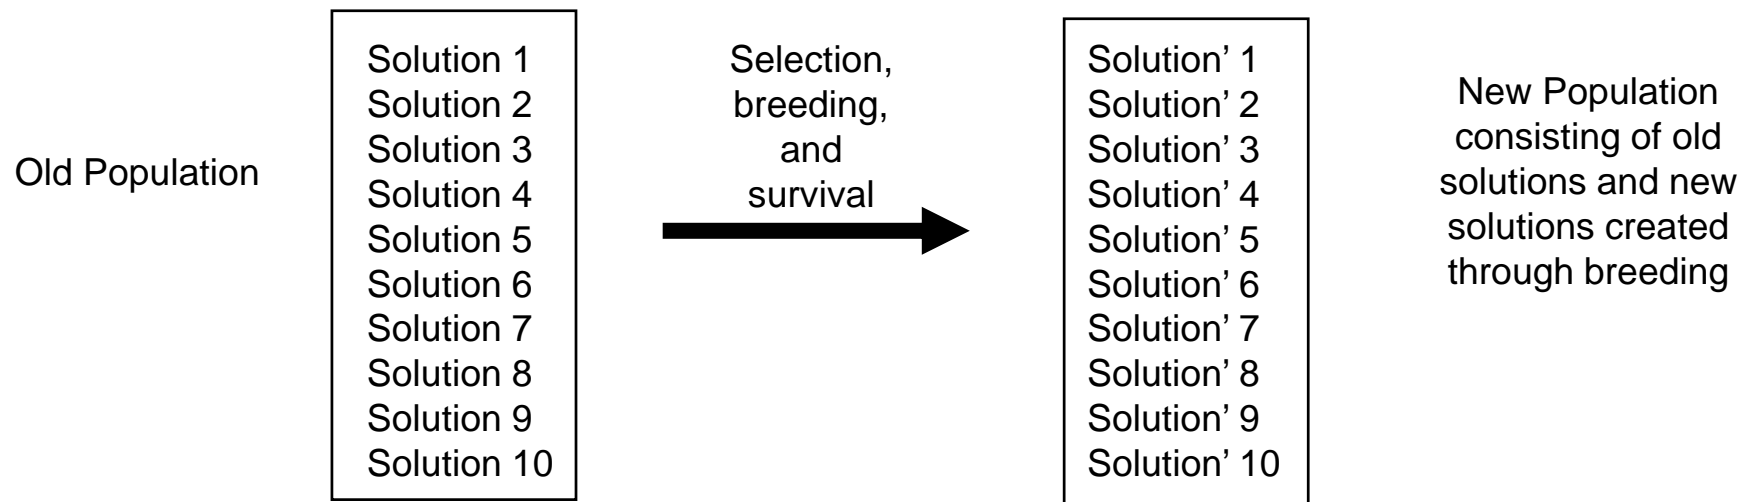 Old Population
Solution 1
Solution 2
Solution 3
Solution 4
Solution 5
Solution 6
Solution 7
Solution 8
Solution 9
Solution 10
Selection,
breeding,
and
survival
Solution’ 1
Solution’ 2
Solution’ 3
Solution’ 4
Solution’ 5
Solution’ 6
Solution’ 7
Solution’ 8
Solution’ 9
Solution’ 10
New Population
consisting of old
solutions and new
solutions created
through breeding